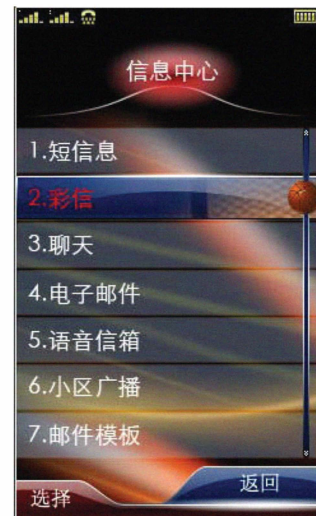 信息中心
1.短信息
2.彩信
3.聊天
4.电子邮件
5.语音信箱
6.小区广播
7.邮件模板
返回
选择